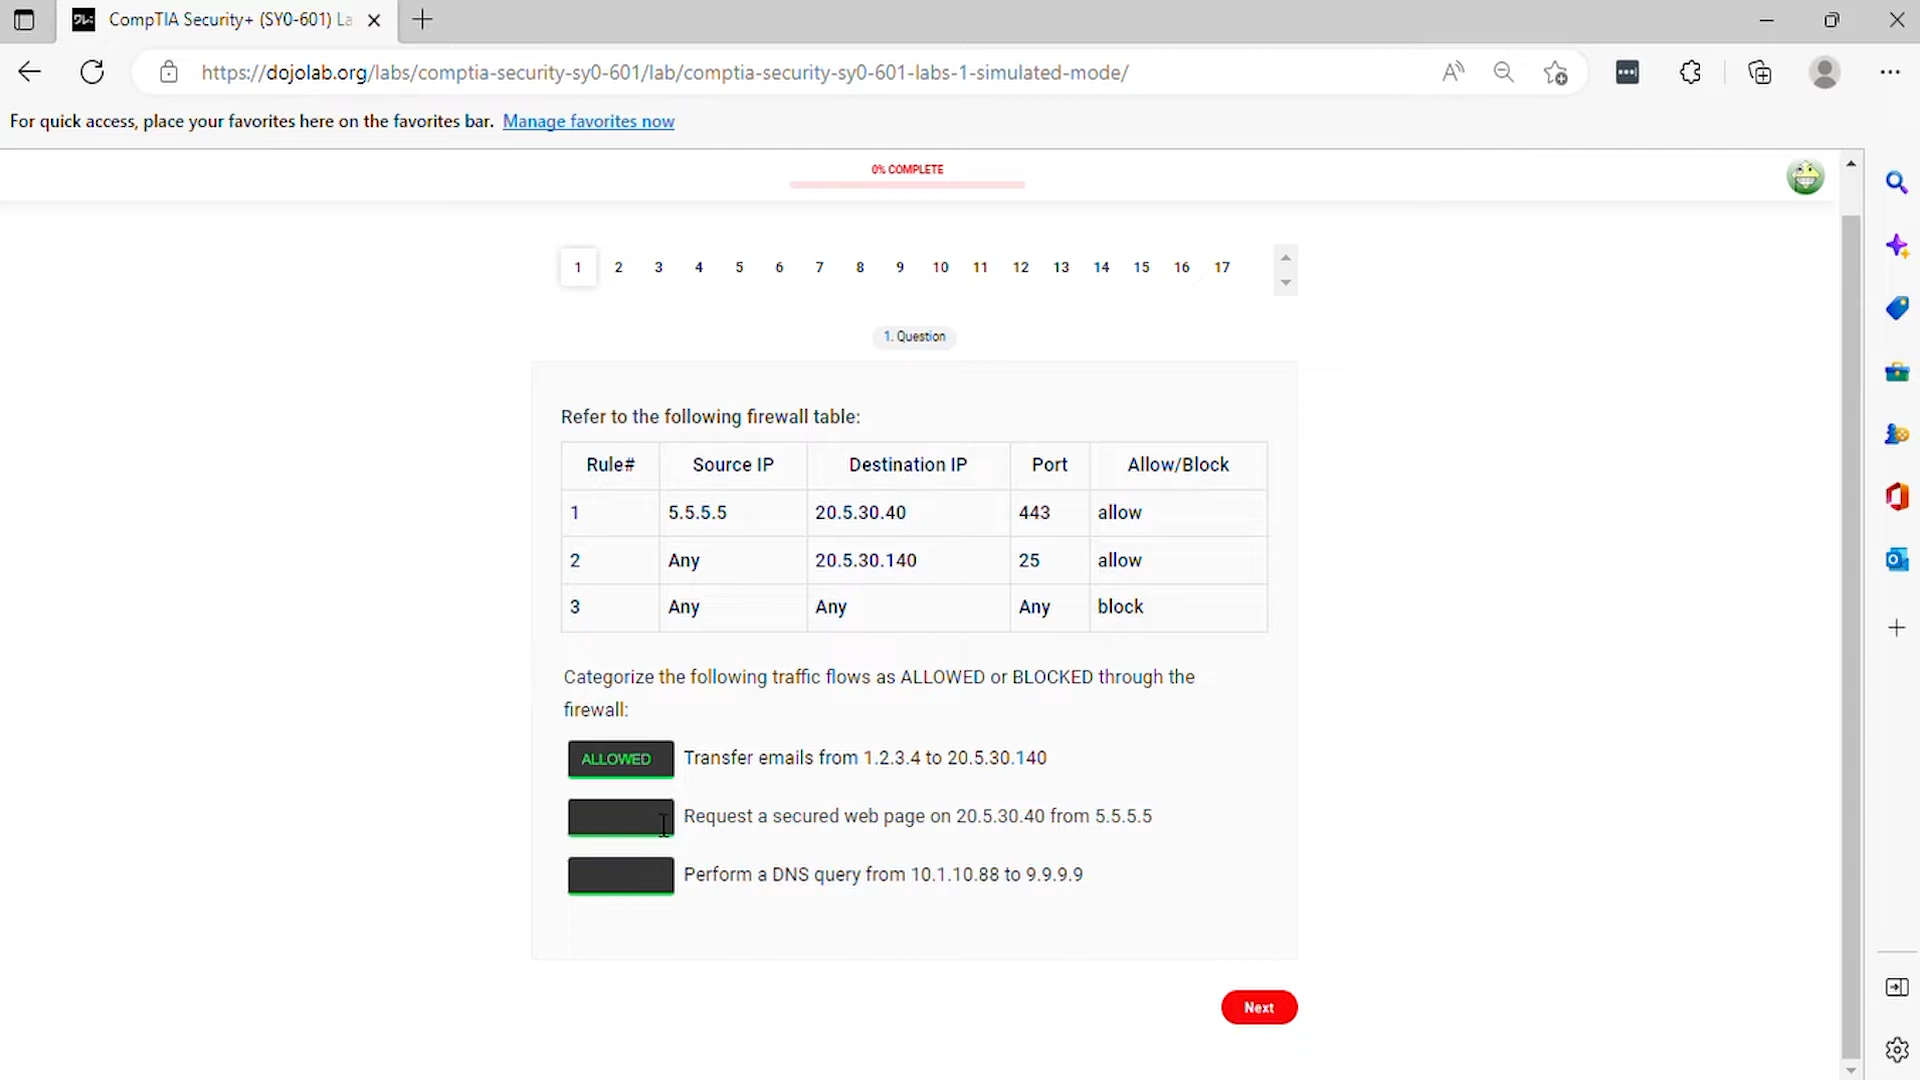 CompTIA Security+ (SY0-601) La
https://dojolab.org/labs/comptia-security-sy0-601/lab/comptia-security-sy0-601-labs-1-simulated-mode/
For quick access, place your favorites here on the favorites bar. Manage favorites now
0% COMPLETE
1 2 3 4 5 6 7 8 9 10 11 12 13 14 15 16 17
1. Question
Refer to the following firewall table:
Rule# Source IP Destination IP Port Allow/Block
1 5.5.5.5 20.5.30.40 443 allow
2 Any 20.5.30.140 25 allow
3 Any Any Any block
Categorize the following traffic flows as ALLOWED or BLOCKED through the
firewall:
ALLOWED Transfer emails from 1.2.3.4 to 20.5.30.140
Request a secured web page on 20.5.30.40 from 5.5.5.5
Perform a DNS query from 10.1.10.88 to 9.9.9.9
Next